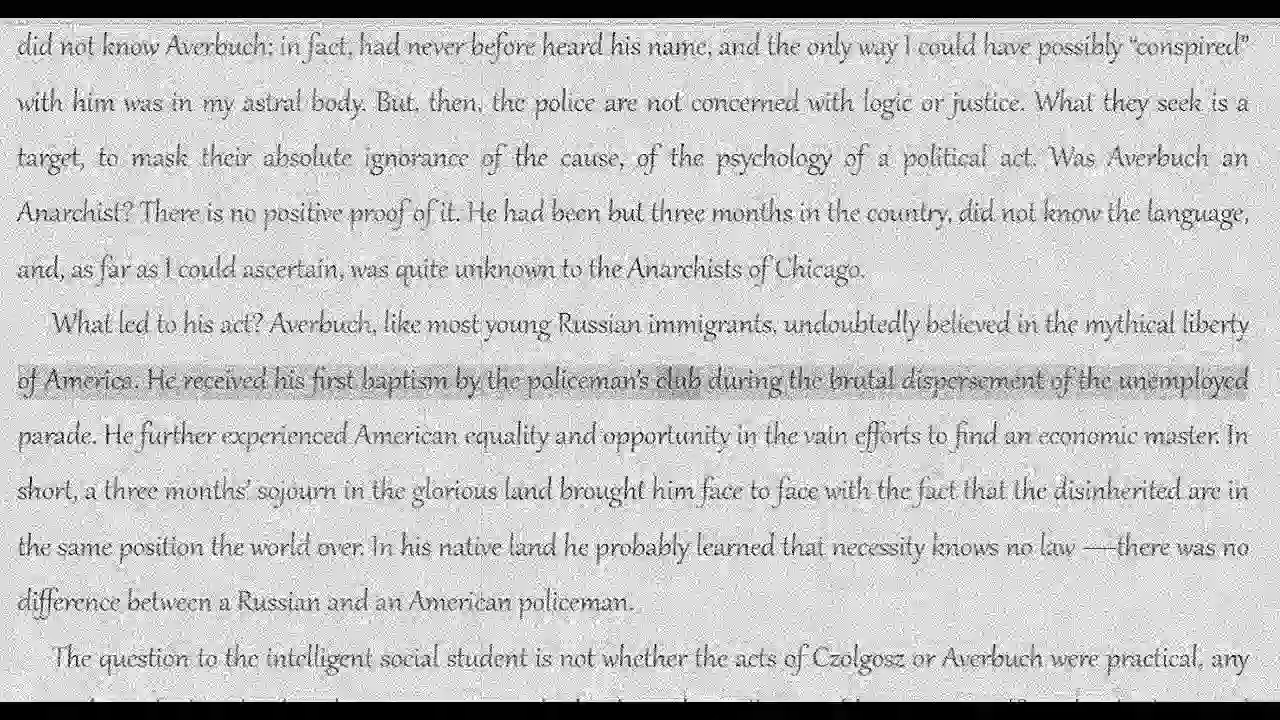 did not know Averbuch; in fact, had never before heard his name, and the only way I could have possibly “conspired”
with him was in my astral body. But, then, the police are not concerned with logic or justice. What they seek is a
target, to mask their absolute ignorance of the cause, of the psychology of a political act. Was Averbuch an
Anarchist? There is no positive proof of it. He had been but three months in the country, did not know the language,
and, as far as I could ascertain, was quite unknown to the Anarchists of Chicago.
What led to his act? Averbuch, like most young Russian immigrants, undoubtedly believed in the mythical liberty
of America. He received his first baptism by the policeman’s club during the brutal dispersement of the unemployed
parade. He further experienced American equality and opportunity in the vain efforts to find an economic master. In
short, a three months’ sojourn in the glorious land brought him face to face with the fact that the disinherited are in
the same position the world over. In his native land he probably learned that necessity knows no law —there was no
difference between a Russian and an American policeman.
The question to the intelligent social student is not whether the acts of Czolgosz or Averbuch were practical, any